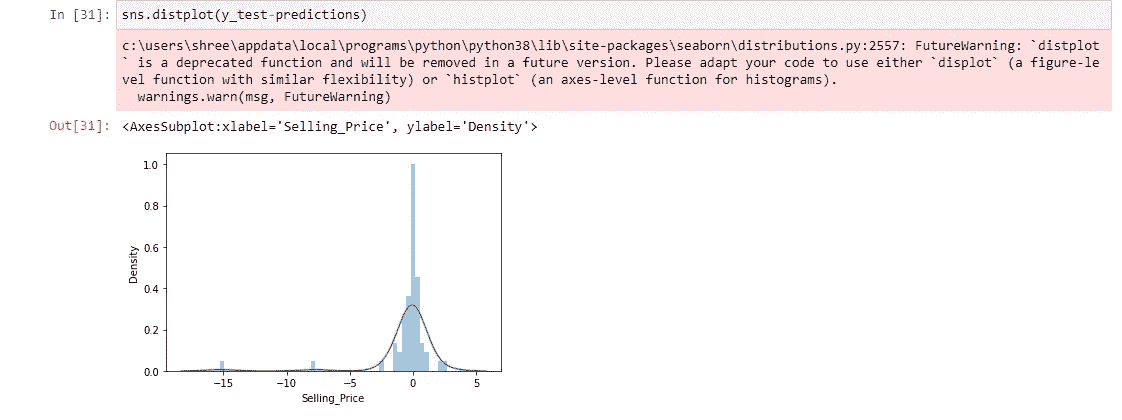 In [31]: sns.distplot(y_test-predictions)
c:\users\shree\appdata\local\programs\python\python38\lib\site-packages\seaborn\distributions.py:2557: FutureWarning: `distplot
` is a deprecated function and will be removed in a future version. Please adapt your code to use either `displot` (a figure-le
vel function with similar flexibility) or `histplot` (an axes-level function for histograms).
warnings.warn(msg, FutureWarning)
Out[31]: <AxesSubplot:xlabel='Selling_Price', ylabel='Density'>
1.0
0.8
0.6
0.4
0.2
0.0
Density
−15 −10 −5 0 5
Selling_Price